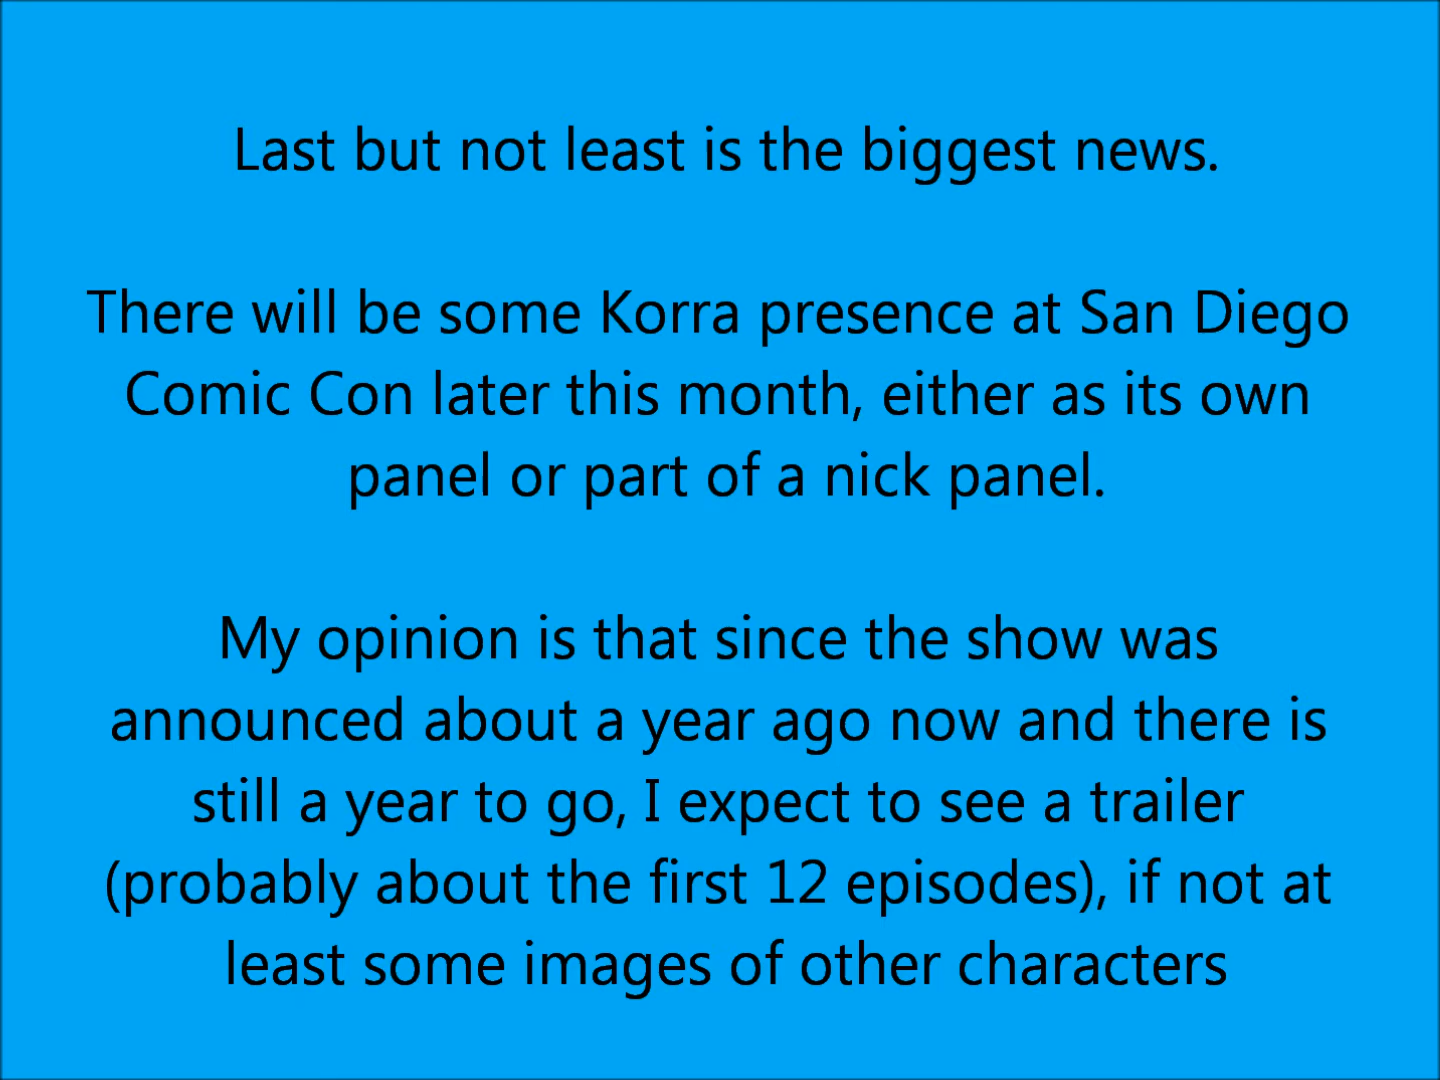 Last but not least is the biggest news.
There will be some Korra presence at San Diego
Comic Con later this month, either as its own
panel or part of a nick panel.
My opinion is that since the show was
announced about a year ago now and there is
still a year to go, I expect to see a trailer
(probably about the first 12 episodes), if not at
least some images of other characters